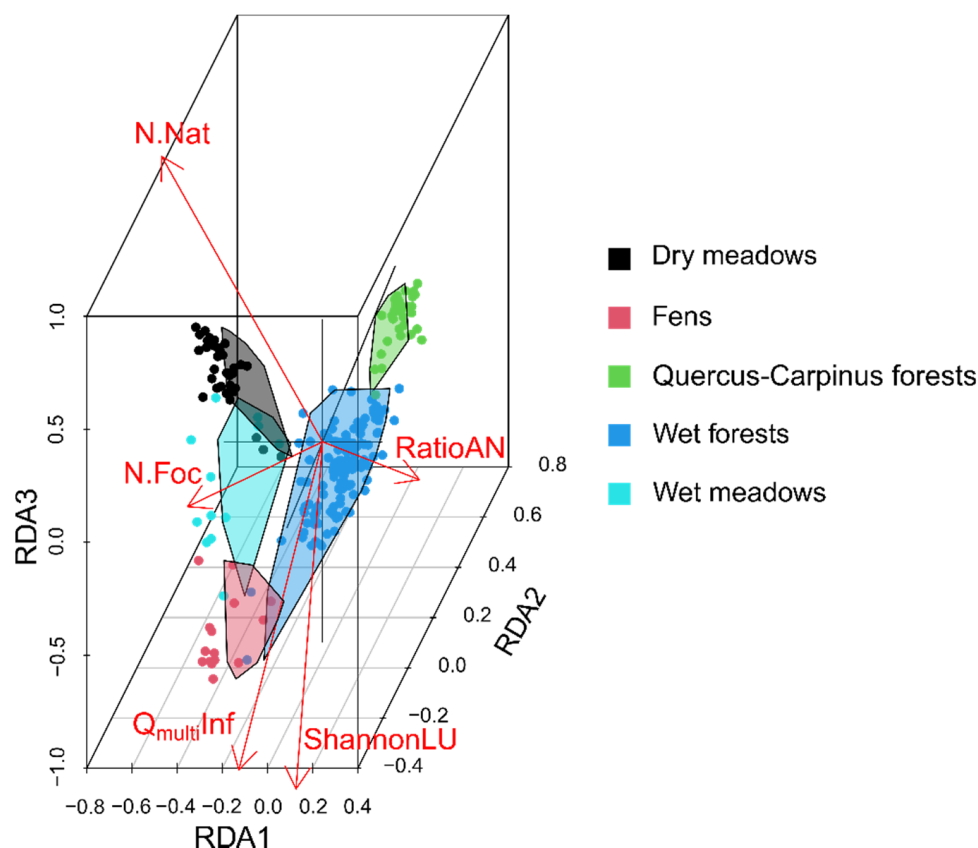 N.Nat
Dry meadows
Fens
Quercus-Carpinus forests
Wet forests
Wet meadows
RatioAN
N.Foc
QmultiInf
ShannonLU
RDA3
1.0
0.5
0.0
−0.5
−1.0
RDA2
0.8
0.6
0.4
0.2
0.0
−0.2
−0.4
−0.8 −0.6 −0.4 −0.2 0.0 0.2 0.4
RDA1